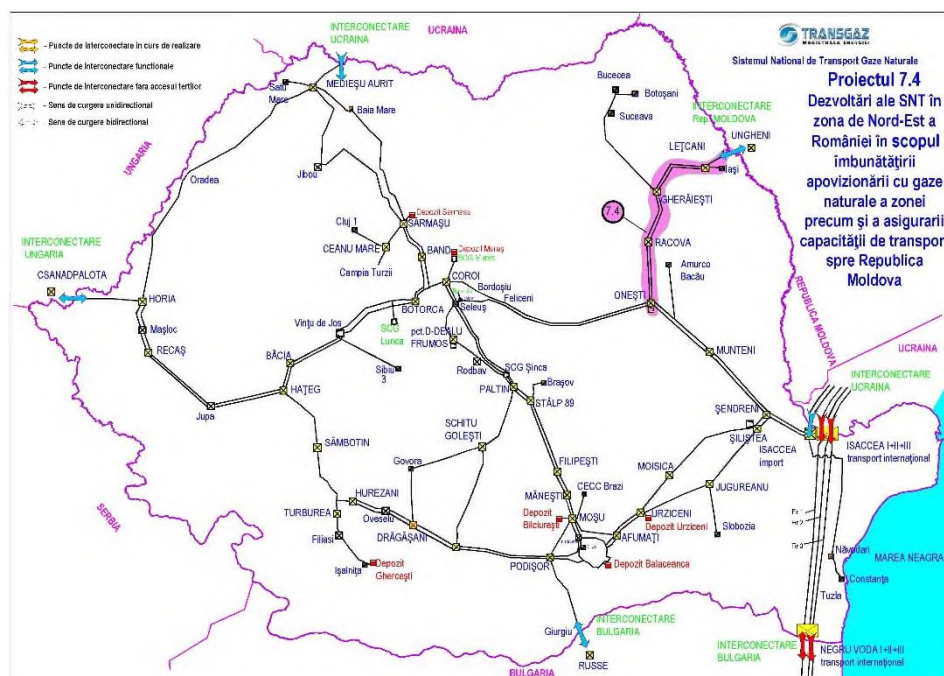 - Puncte de interconectare în curs de realizare
- Puncte de interconectare functionale
- Puncte de interconectare fara accesul tertilor
- Sens de curgere unidirectional
- Sens de curgere bidirectional
TRANSGAZ
Sistemul National de Transport Gaze Naturale
Proiectul 7.4
Dezvoltări ale SNT în
zona de Nord-Est a
României în scopul
îmbunătățirii
apovizionării cu gaze
naturale a zonei
precum și a asigurarii
capacității de transport
spre Republica
Moldova
INTERCONECTARE
UCRAINA
UCRAINA
UCRAINA
Satu
Mare
MEDIEȘU AURIT
Baia Mare
Bucecea
Botoșani
Suceava
INTERCONECTARE
Rep. MOLDOVA
UNGHENI
LEȚCANI
Iași
UNGARIA
Oradea
Jibou
GHERĂIEȘTI
7.4
RACOVA
Depozit Sarmasu
SĂRMAȘU
Cluj 1
CEANU MARE
Campia Turzii
BAND
Depozit Mureș
COROI
Bordoșiu
Feliceni
Seleuș
Amurco
Bacău
ONEȘTI
REPUBLICA MOLDOVA
INTERCONECTARE
UNGARIA
CSANADPALOTA
HORIA
Mașloc
RECAȘ
Vințu de Jos
BOTORCA
SCG
Lunca
pct.D-DEALU
FRUMOS
Rodbav
SCG Șinca
MUNTENI
UCRAINA
INTERCONECTARE
UCRAINA
BĂCIA
HAȚEG
Jupa
Sibiu
3
PALTIN
Brașov
STÂLP 89
ȘENDRENI
ȘILIȘTEA
ISACCEA
import
ISACCEA I+II+III
transport international
SÂMBOTIN
SCHITU
GOLEȘTI
Govora
FILIPEȘTI
MOISICA
JUGUREANU
MĂNEȘTI
CECC Brazi
HUREZANI
Oveselu
TURBUREA
DRĂGĂȘANI
Filiasi
Depozit
Bilciurești
MOȘU
URZICENI
Depozit Urziceni
Slobozia
AFUMAȚI
Ișalnița
Depozit
Ghercești
PODIȘOR
Depozit Balaceanca
Năvodari
MAREA NEAGRA
Constanța
Tuzla
SERBIA
Giurgiu
INTERCONECTARE
BULGARIA
RUSSE
BULGARIA
INTERCONECTARE
BULGARIA
NEGRU VODA I+II+III
transport international